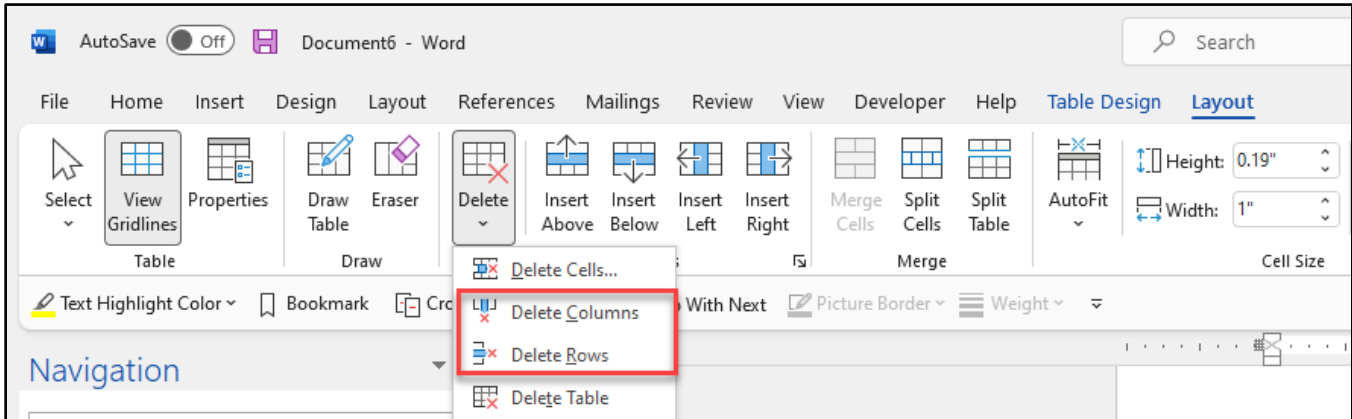 W AutoSave Off Document6 - Word Search
File Home Insert Design Layout References Mailings Review View Developer Help Table Design Layout
Select View Gridlines Properties Draw Table Eraser Delete Insert Above Insert Below Insert Left Insert Right Merge Cells Split Cells Split Table AutoFit Height: 0.19"
Width: 1"
Table Draw Merge Cell Size
Delete Cells...
Text Highlight Color Bookmark With Next Picture Border Weight
Delete Columns
Delete Rows
Navigation
Delete Table